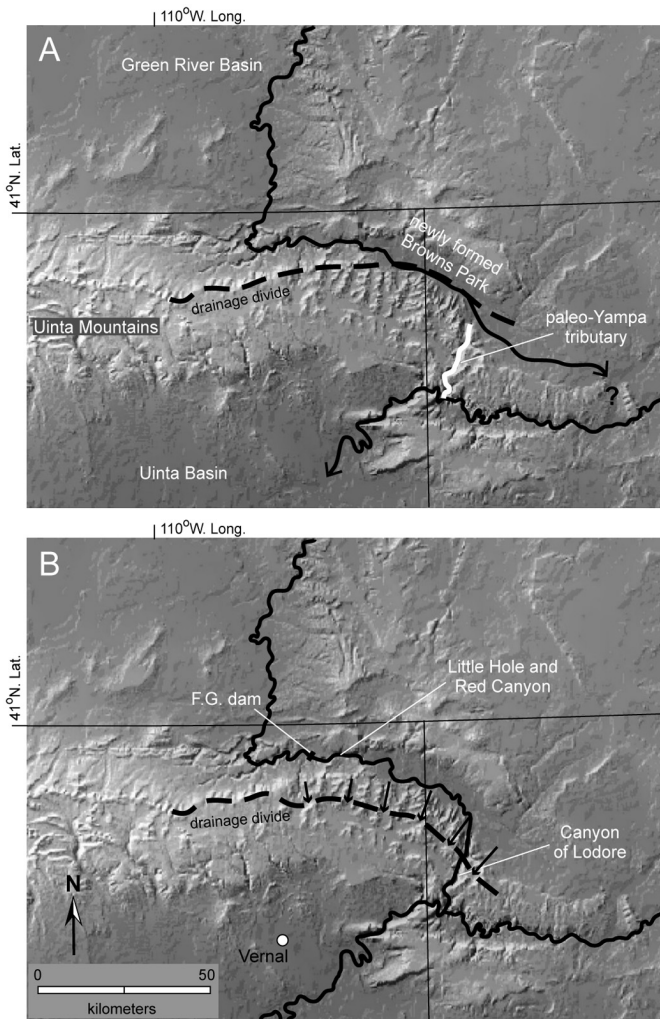 110°W. Long.
A
Green River Basin
41°N. Lat.
newly formed
Browns Park
drainage divide
Uinta Mountains
paleo-Yampa
tributary
?
Uinta Basin
110°W. Long.
B
Little Hole and
Red Canyon
F.G. dam
41°N. Lat.
drainage divide
Canyon
of Lodore
N
Vernal
0 50
kilometers